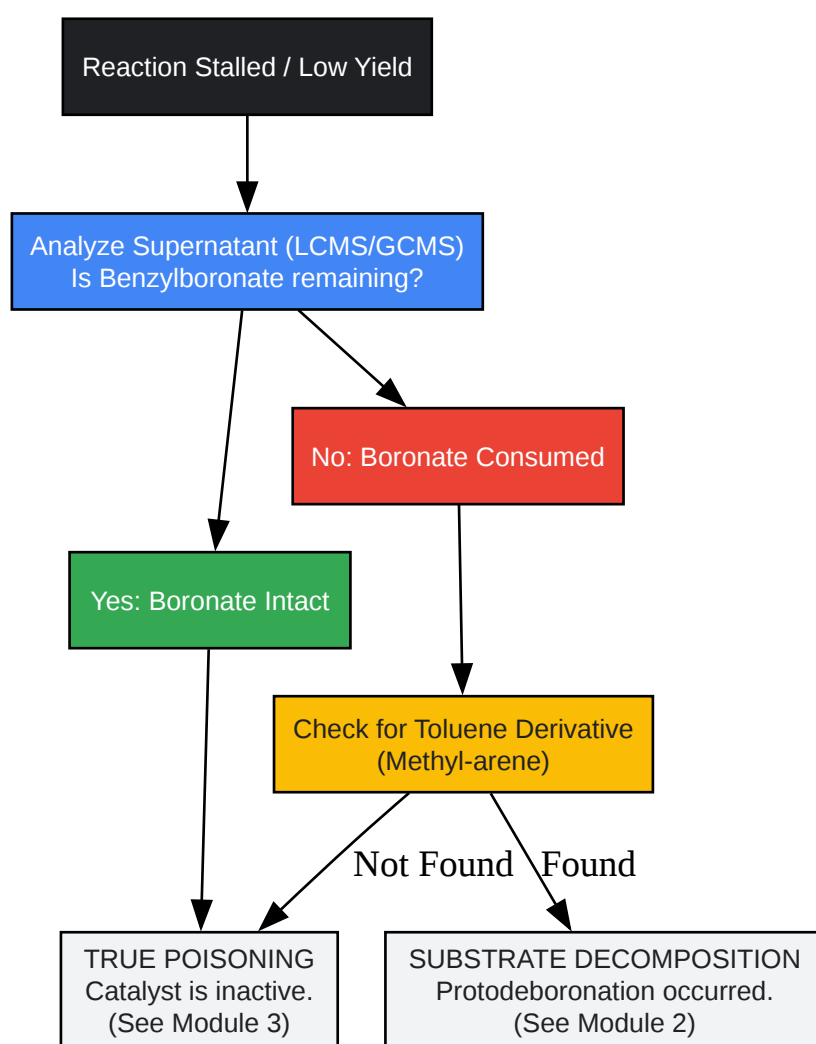 Reaction Stalled / Low Yield
Analyze Supernatant (LCMS/GCMS)
Is Benzylboronate remaining?
No: Boronate Consumed
Yes: Boronate Intact
Check for Toluene Derivative
(Methyl-arene)
Not Found
Found
TRUE POISONING
Catalyst is inactive.
(See Module 3)
SUBSTRATE DECOMPOSITION
Protodeboronation occurred.
(See Module 2)